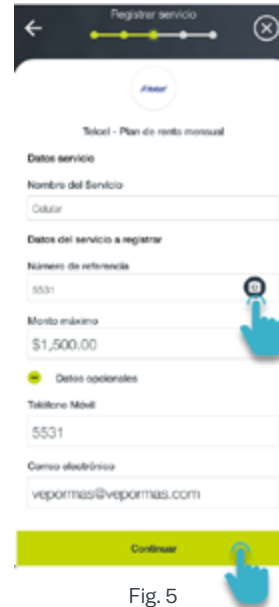 Registrar servicio
telcel
Telcel - Plan de renta mensual
Datos servicio
Nombre del Servicio
Celular
Datos del servicio a registrar
Número de referencia
5531
Monto máximo
$1,500.00
Datos opcionales
Teléfono Móvil
5531
Correo electrónico
vepormas@vepormas.com
Continuar
Fig. 5